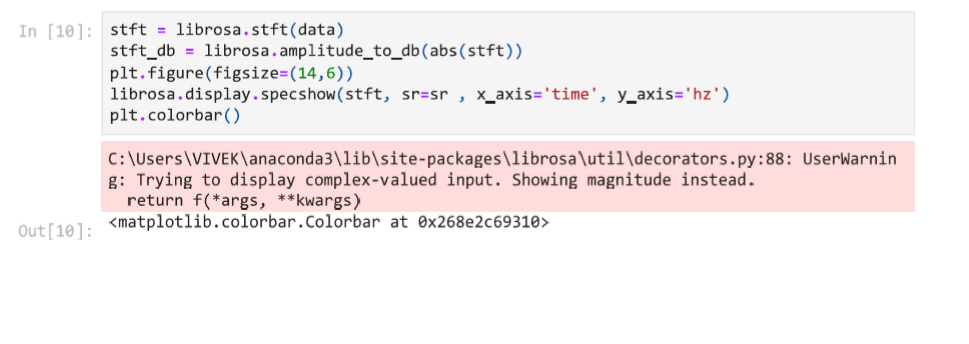 In [10]: stft = librosa.stft(data)
stft_db = librosa.amplitude_to_db(abs(stft))
plt.figure(figsize=(14,6))
librosa.display.specshow(stft, sr=sr , x_axis='time', y_axis='hz')
plt.colorbar()
C:\Users\VIVEK\anaconda3\lib\site-packages\librosa\util\decorators.py:88: UserWarnin
g: Trying to display complex-valued input. Showing magnitude instead.
return f(*args, **kwargs)
Out[10]: <matplotlib.colorbar.Colorbar at 0x268e2c69310>